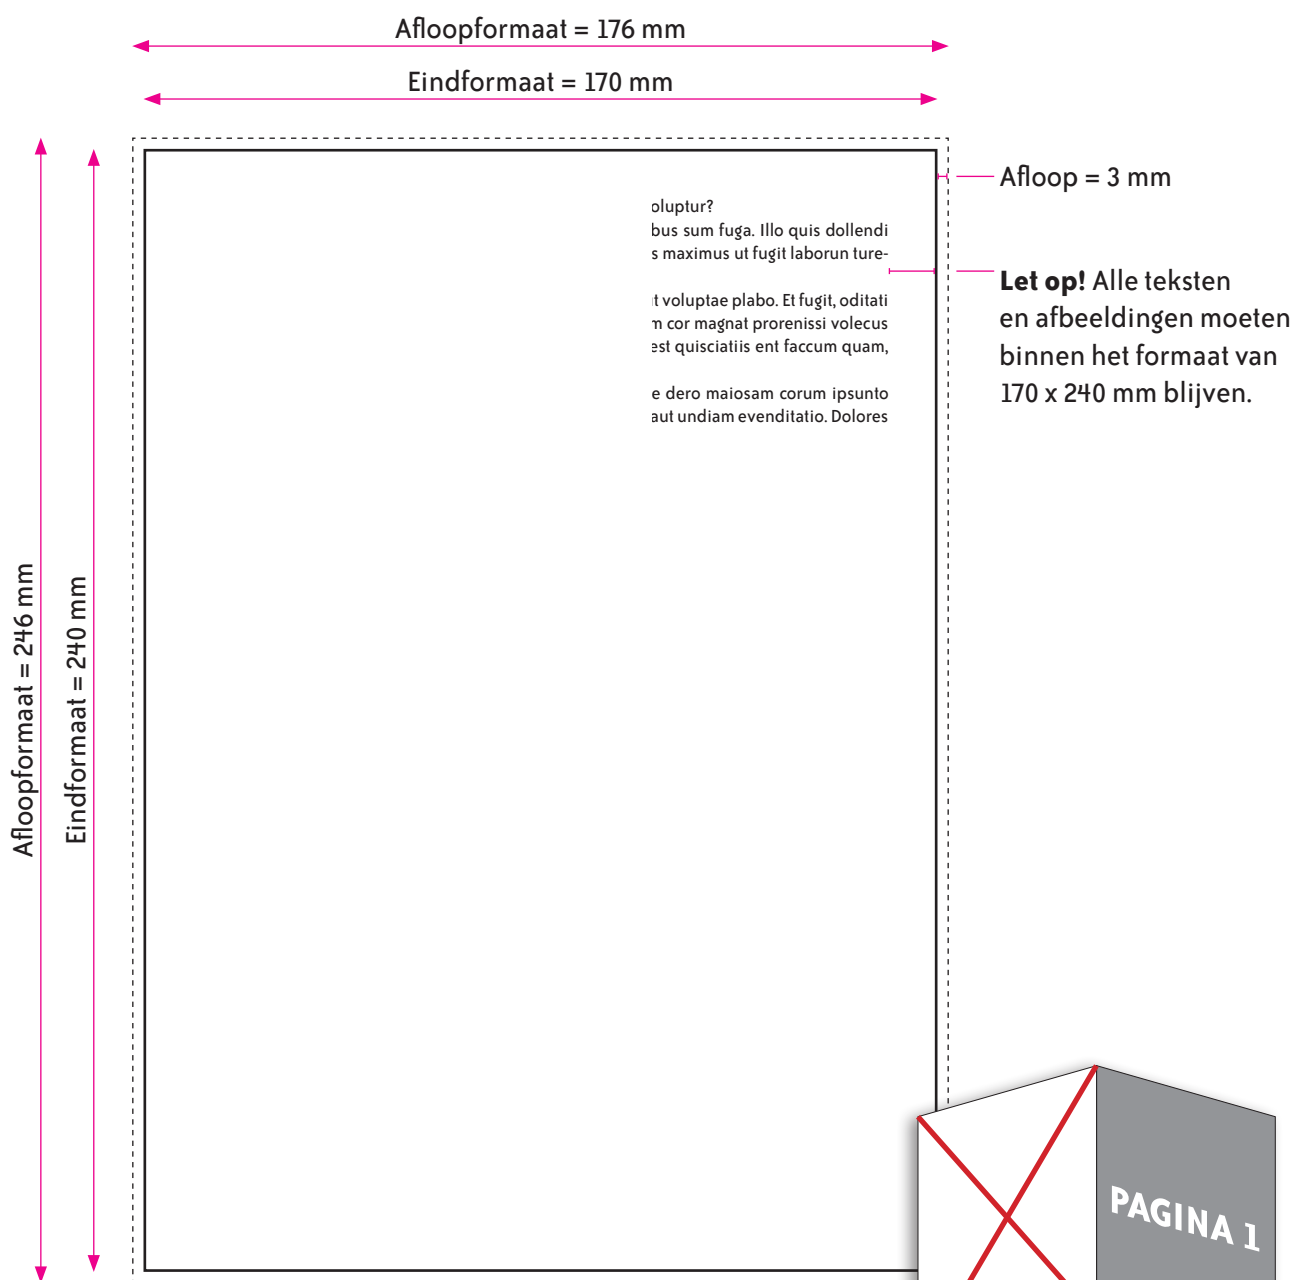 Afloopformaat = 176 mm
Eindformaat = 170 mm
Afloop = 3 mm
oluptur?
bus sum fuga. Illo quis dollendi
s maximus ut fugit laborun ture-
t voluptae plabo. Et fugit, oditati
m cor magnat prorenissi volecus
est quisciatiis ent faccum quam,
e dero maiosam corum ipsunto
aut undiam evenditatio. Dolores
Let op! Alle teksten
en afbeeldingen moeten
binnen het formaat van
170 x 240 mm blijven.
Afloopformaat = 246 mm
Eindformaat = 240 mm
PAGINA 1